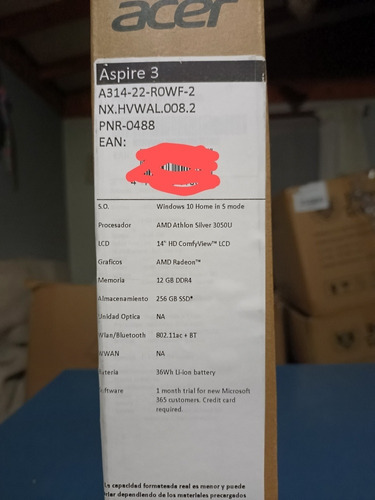 acer
Aspire 3
A314-22-R0WF-2
NX.HVWAL.008.2
PNR-0488
EAN:
S.O. Windows 10 Home in S mode
Procesador AMD Athlon Silver 3050U
LCD 14" HD ComfyView™ LCD
Graficos AMD Radeon™
Memoria 12 GB DDR4
Almacenamiento 256 GB SSD
Unidad Optica NA
Wlan/Bluetooth 802.11ac + BT
WWAN NA
Bateria 36Wh Li-ion battery
Software 1 month trial for new Microsoft
365 customers. Credit card
required.
La capacidad formateada real es menor y puede
variar dependiendo de los materiales precargados